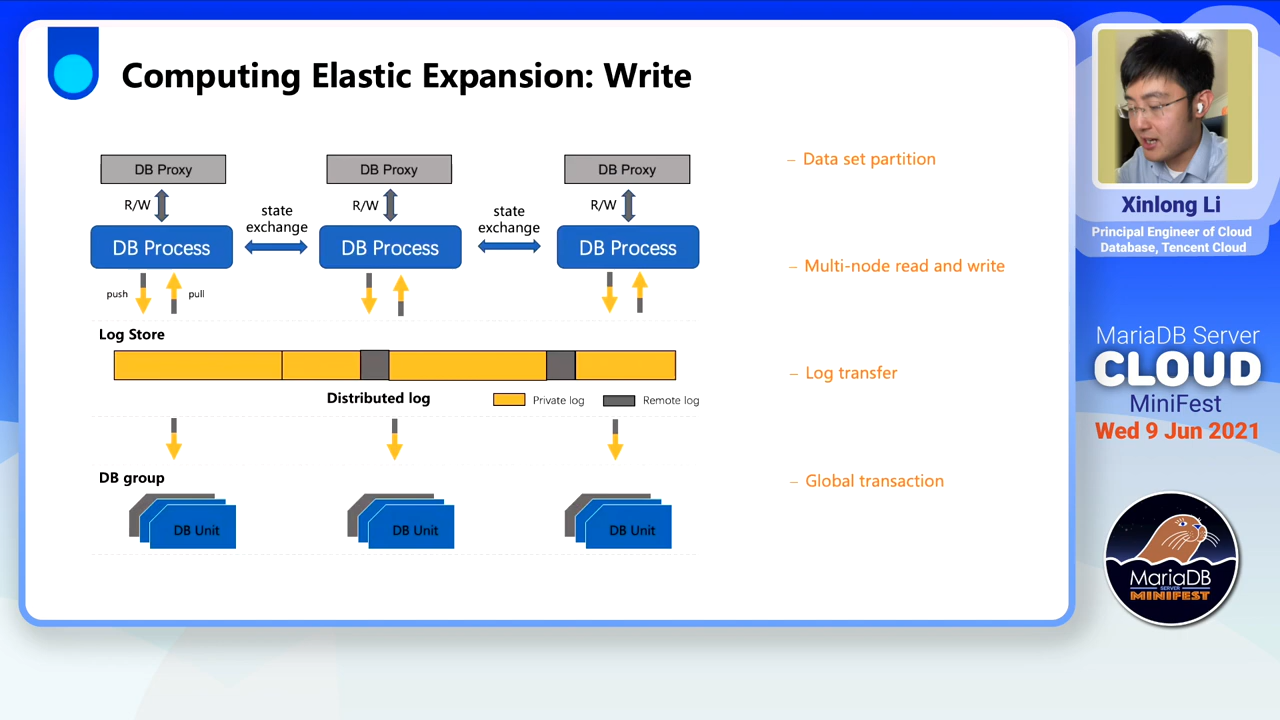 Computing Elastic Expansion: Write
DB Proxy
DB Proxy
DB Proxy
R/W
R/W
R/W
state
exchange
state
exchange
DB Process
DB Process
DB Process
push
pull
Log Store
Distributed log
Private log
Remote log
DB group
DB Unit
DB Unit
DB Unit
– Data set partition
– Multi-node read and write
– Log transfer
– Global transaction
Xinlong Li
Principal Engineer of Cloud
Database, Tencent Cloud
MariaDB Server
CLOUD
MiniFest
Wed 9 Jun 2021
MariaDB
SERVER
MINIFEST